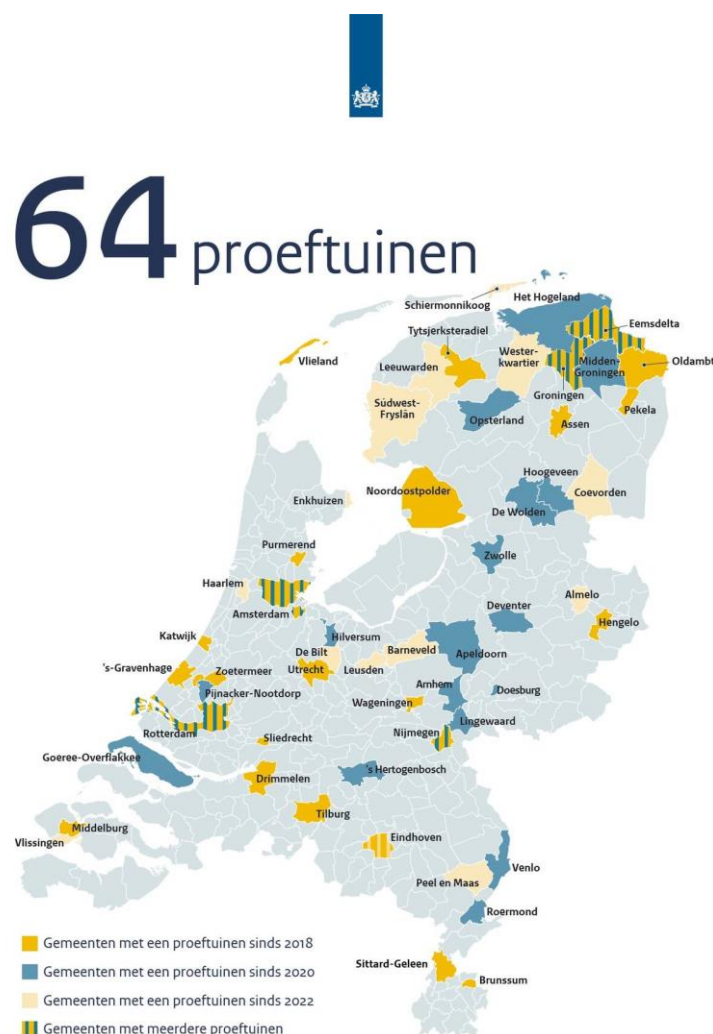 64 proeftuinen
Schiermonnikoog
Het Hogeland
Tytsjerksteradiel
Eemsdelta
Vlieland
Leeuwarden
Wester-
kwartier
Midden-
Groningen
Oldambt
Groningen
Súdwest-
Fryslân
Opsterland
Assen
Pekela
Hoogeveen
Enkhuizen
Noordoostpolder
Coevorden
De Wolden
Purmerend
Zwolle
Haarlem
Almelo
Amsterdam
Deventer
Hengelo
Katwijk
Hilversum
De Bilt
Barneveld
's-Gravenhage
Zoetermeer
Utrecht
Leusden
Apeldoorn
Pijnacker-Nootdorp
Arnhem
Doesburg
Wageningen
Rotterdam
Sliedrecht
Nijmegen
Lingewaard
Goeree-Overflakkee
Drimmelen
's Hertogenbosch
Tilburg
Middelburg
Eindhoven
Vlissingen
Venlo
Peel en Maas
Roermond
Gemeenten met een proeftuinen sinds 2018
Sittard-Geleen
Gemeenten met een proeftuinen sinds 2020
Brunssum
Gemeenten met een proeftuinen sinds 2022
Gemeenten met meerdere proeftuinen